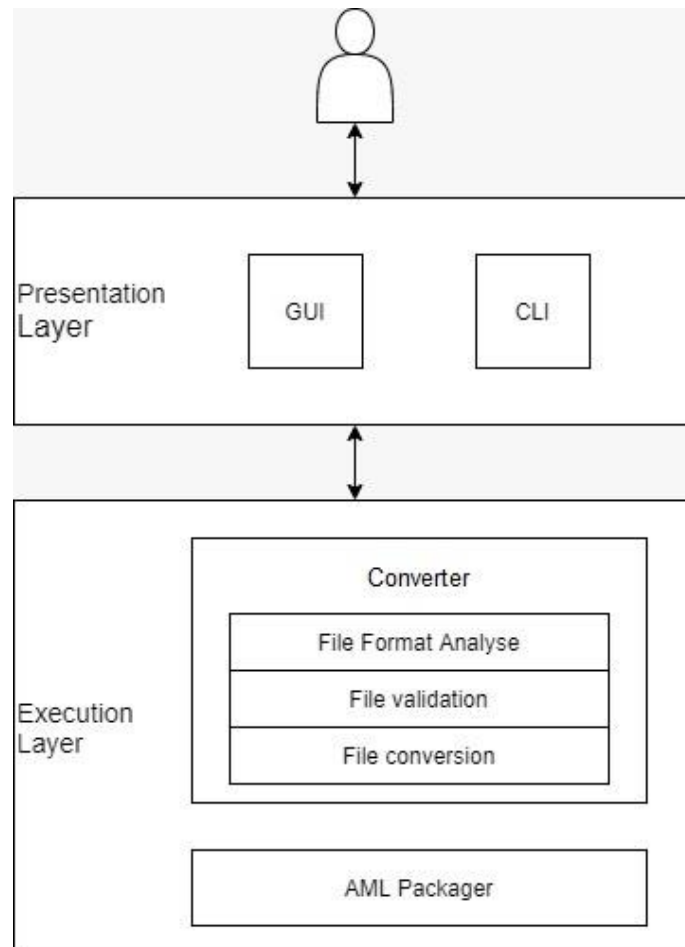 Presentation
Layer
GUI
CLI
Converter
File Format Analyse
File validation
File conversion
Execution
Layer
AML Packager